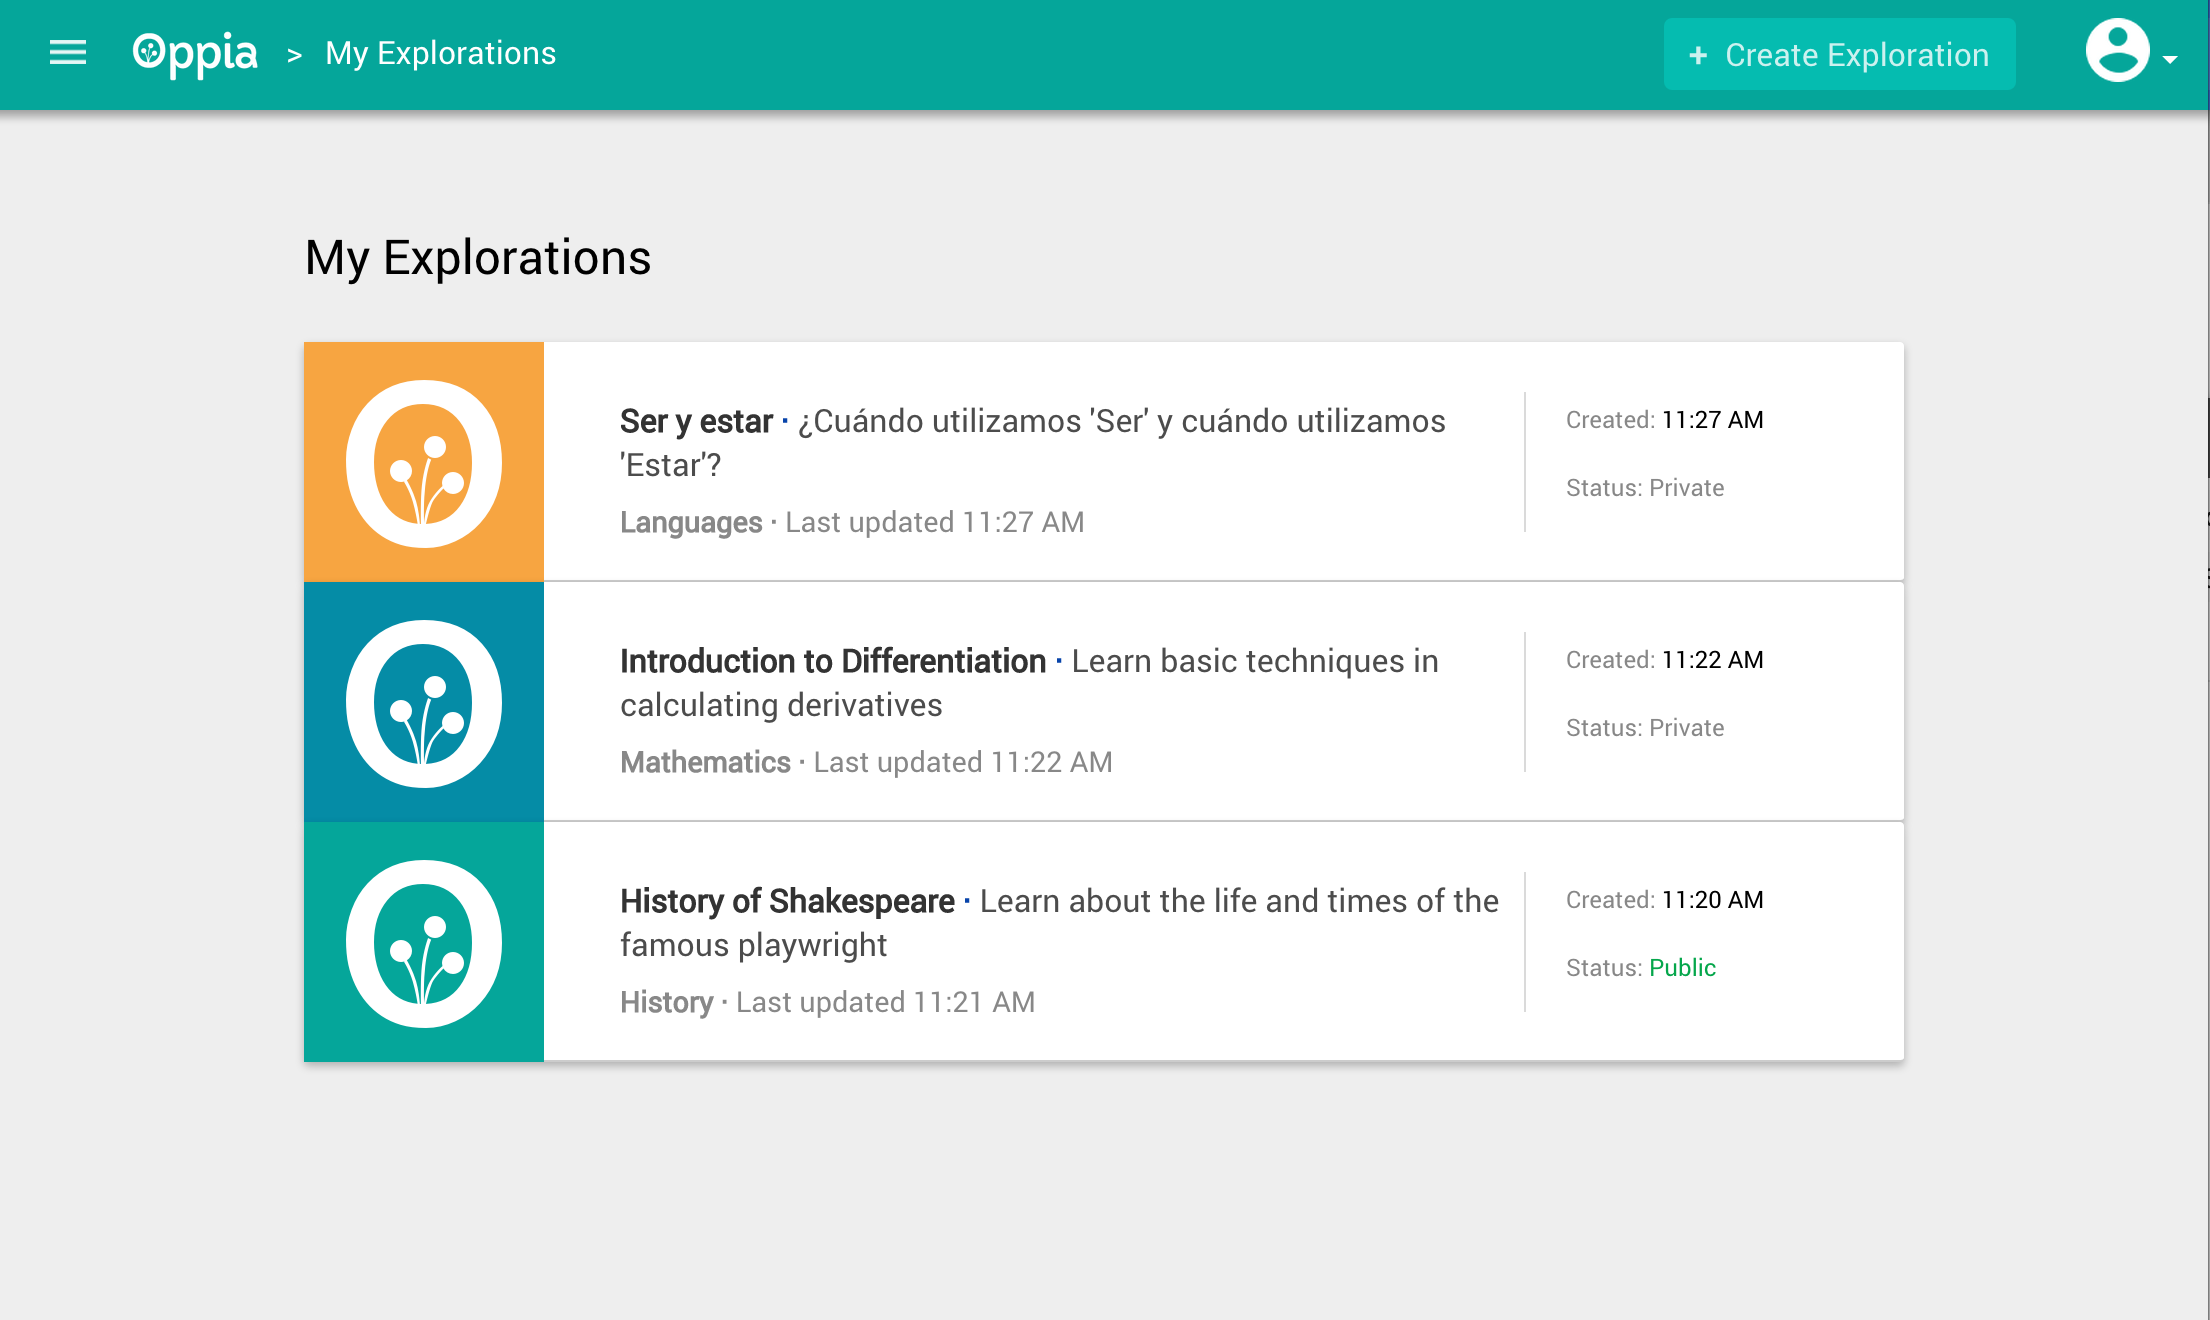 Oppia > My Explorations
+ Create Exploration
My Explorations
Ser y estar · ¿Cuándo utilizamos 'Ser' y cuándo utilizamos
'Estar'?
Languages · Last updated 11:27 AM
Created: 11:27 AM
Status: Private
Introduction to Differentiation · Learn basic techniques in
calculating derivatives
Mathematics · Last updated 11:22 AM
Created: 11:22 AM
Status: Private
History of Shakespeare · Learn about the life and times of the
famous playwright
History · Last updated 11:21 AM
Created: 11:20 AM
Status: Public